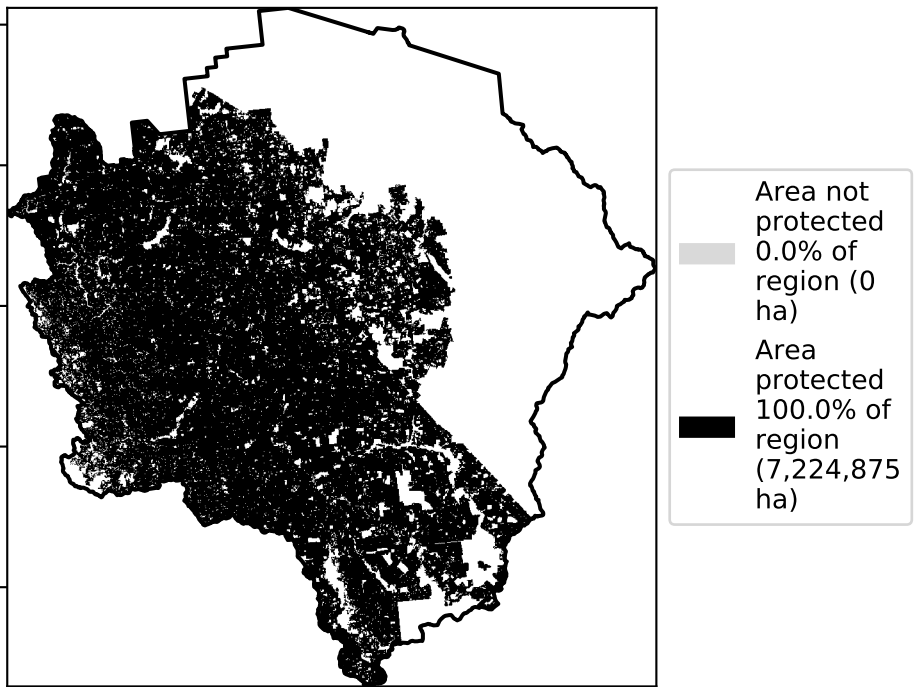 Area not
protected
0.0% of
region (0
ha)
Area
protected
100.0% of
region
(7,224,875
ha)